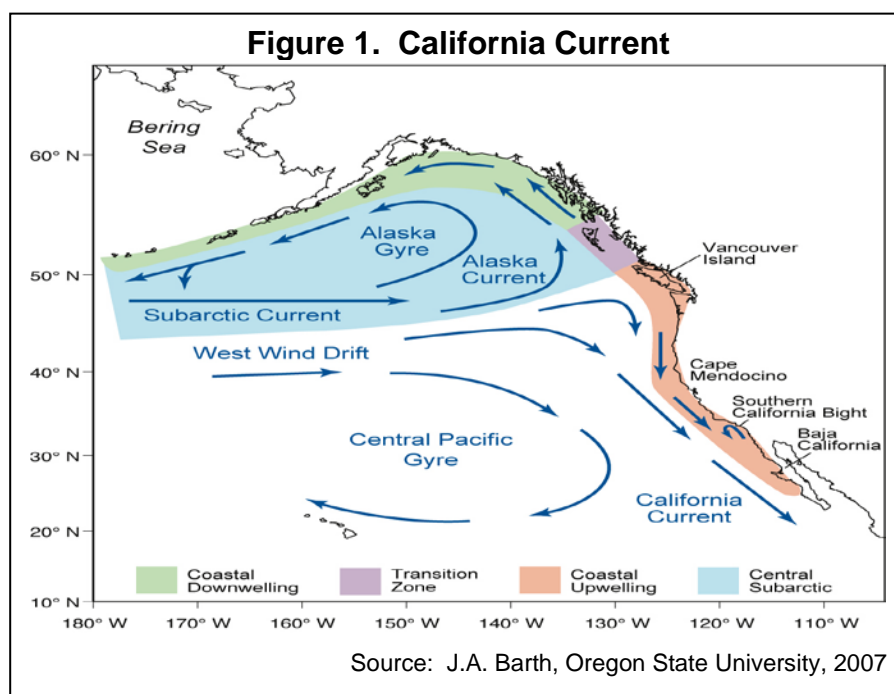 Figure 1.  California Current
Bering
Sea
60° N
50° N
40° N
30° N
20° N
10° N
Alaska
Gyre
Alaska
Current
Subarctic Current
West Wind Drift
Central Pacific
Gyre
California
Current
Vancouver
Island
Cape
Mendocino
Southern
California Bight
Baja
California
Coastal
Downwelling
Transition
Zone
Coastal
Upwelling
Central
Subarctic
180° W
170° W
160° W
150° W
140° W
130° W
120° W
110° W
Source:  J.A. Barth, Oregon State University, 2007